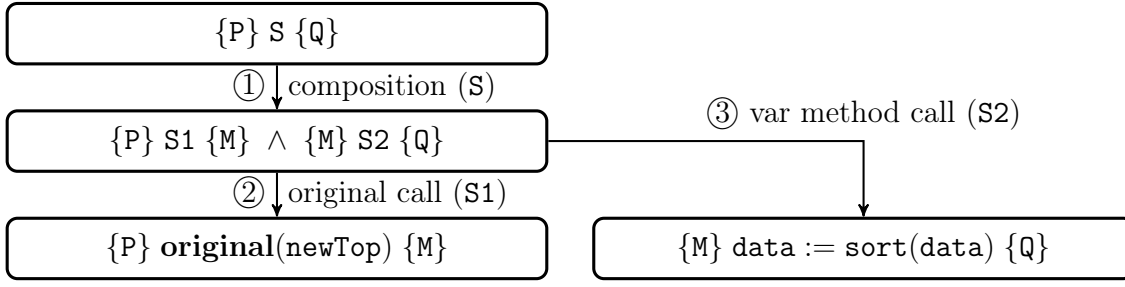 {P} S {Q}
① composition (S)
③ var method call (S2)
{P} S1 {M} ∧ {M} S2 {Q}
② original call (S1)
{P} original(newTop) {M}
{M} data := sort(data) {Q}